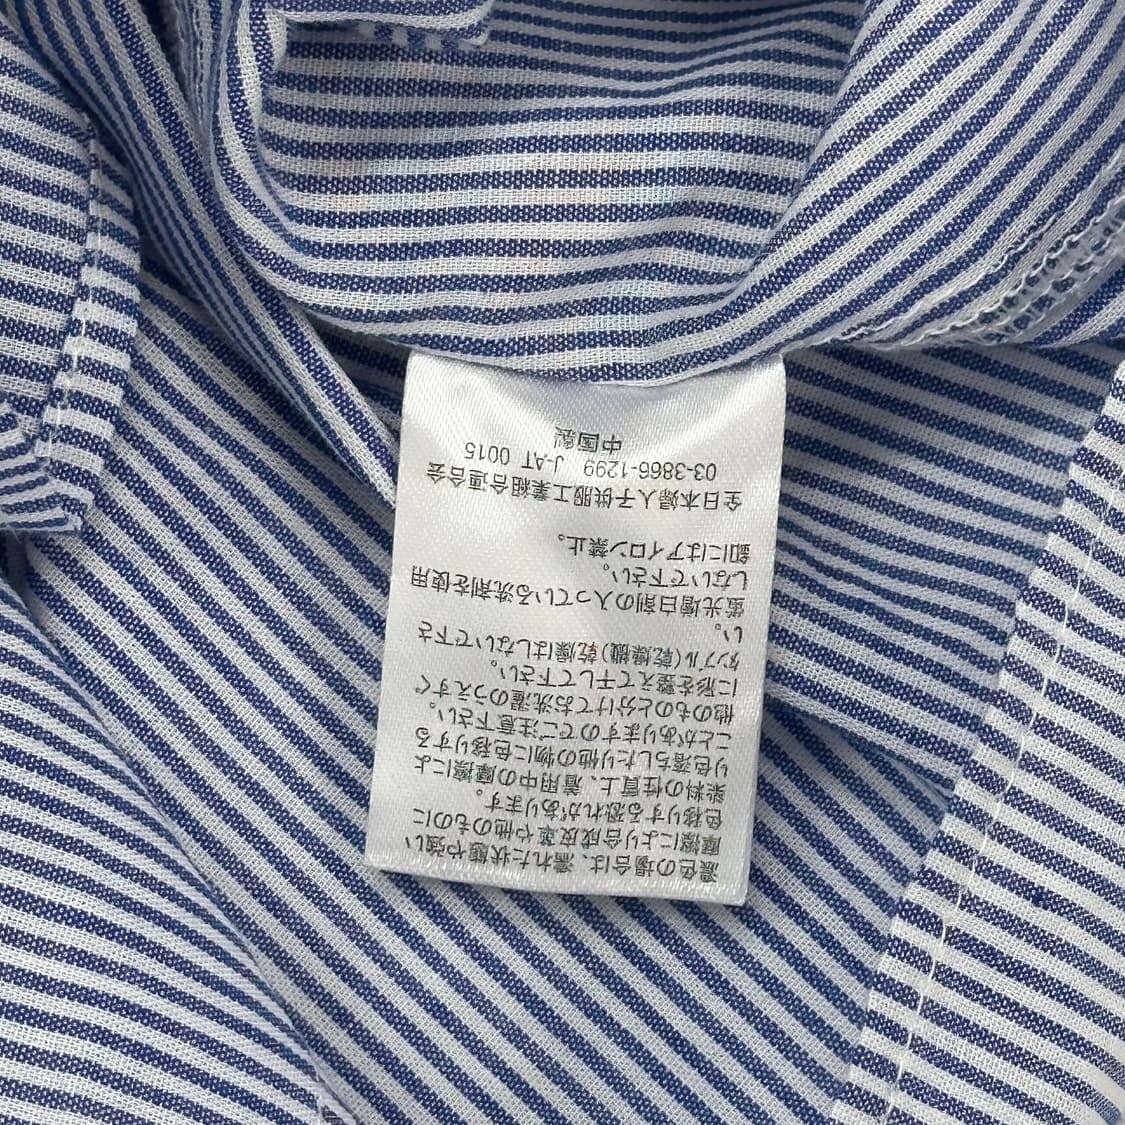 濃色の場合は、濡れた状態や強い
摩擦により合成皮革や他のものに
色移りする恐れがあります。
染料の性質上、着用中の摩擦によ
り色落ちしたり他の物に色移りする
ことがありますのでご注意下さい。
他のものと分けてお洗濯のうえすぐ
に形を整えて干して下さい。
タンブル(乾燥機)乾燥はしないで下さ
い。
蛍光増白剤の入っている洗剤を使用
しないで下さい。
釦にはアイロン禁止。
全日本婦人子供服工業組合連合会
03-3866-1299 J-AT 0015
中国製